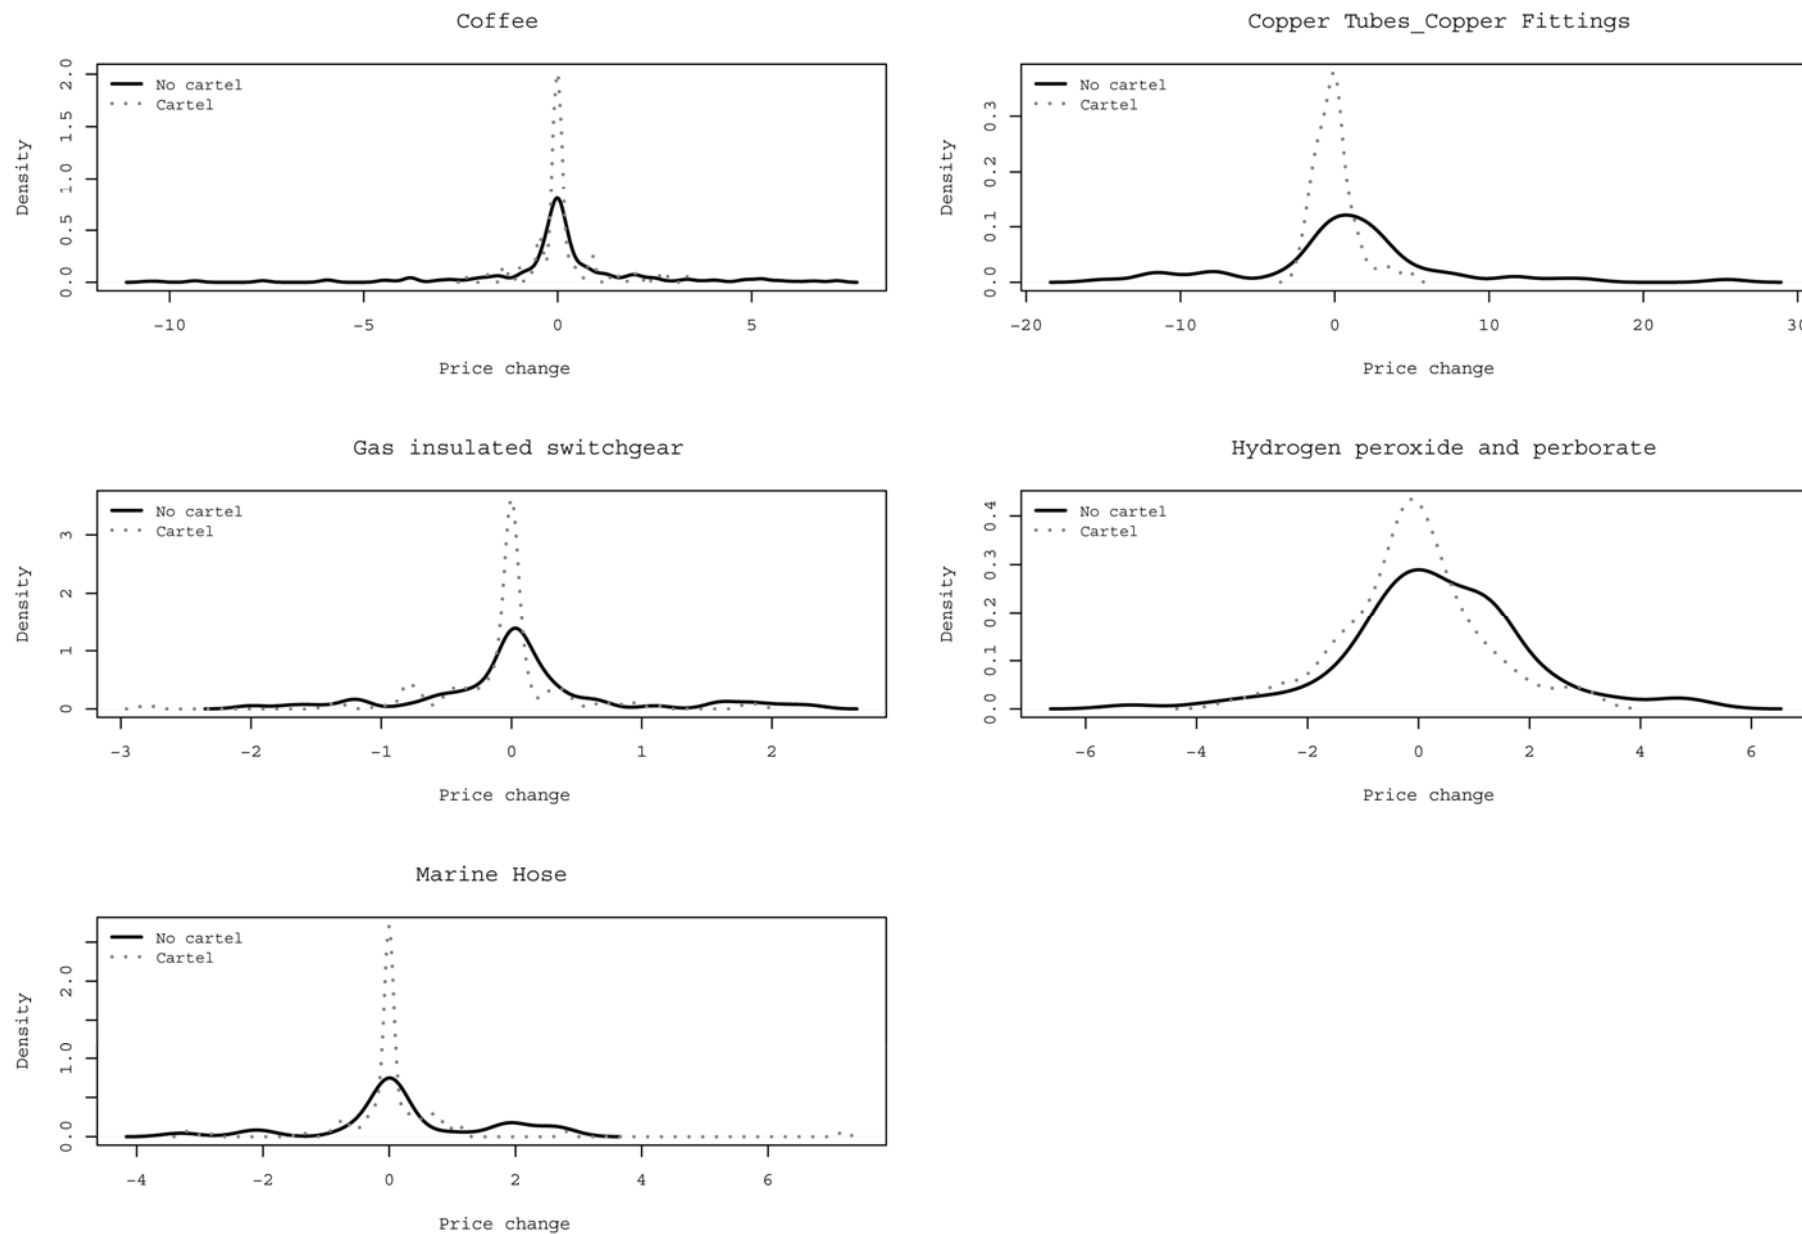 Coffee
No cartel
Cartel
Density
0.0 0.5 1.0 1.5 2.0
-10 -5 0 5
Price change
Copper Tubes_Copper Fittings
No cartel
Cartel
Density
0.0 0.1 0.2 0.3
-20 -10 0 10 20 30
Price change
Gas insulated switchgear
No cartel
Cartel
Density
0 1 2 3
-3 -2 -1 0 1 2
Price change
Hydrogen peroxide and perborate
No cartel
Cartel
Density
0.0 0.1 0.2 0.3 0.4
-6 -4 -2 0 2 4 6
Price change
Marine Hose
No cartel
Cartel
Density
0.0 1.0 2.0
-4 -2 0 2 4 6
Price change